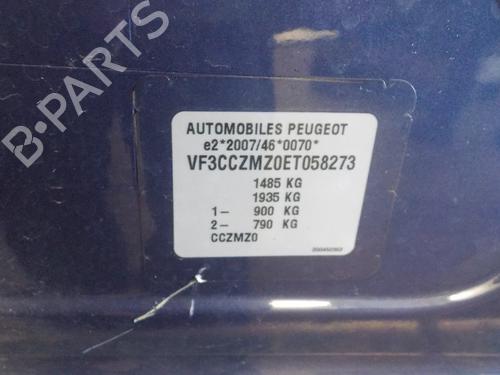 AUTOMOBILES PEUGEOT
e2*2007/46*0070*
VF3CCZMZ0ET058273
1485 KG
1935 KG
1- 900 KG
2- 790 KG
CCZMZ0
B-PARTS